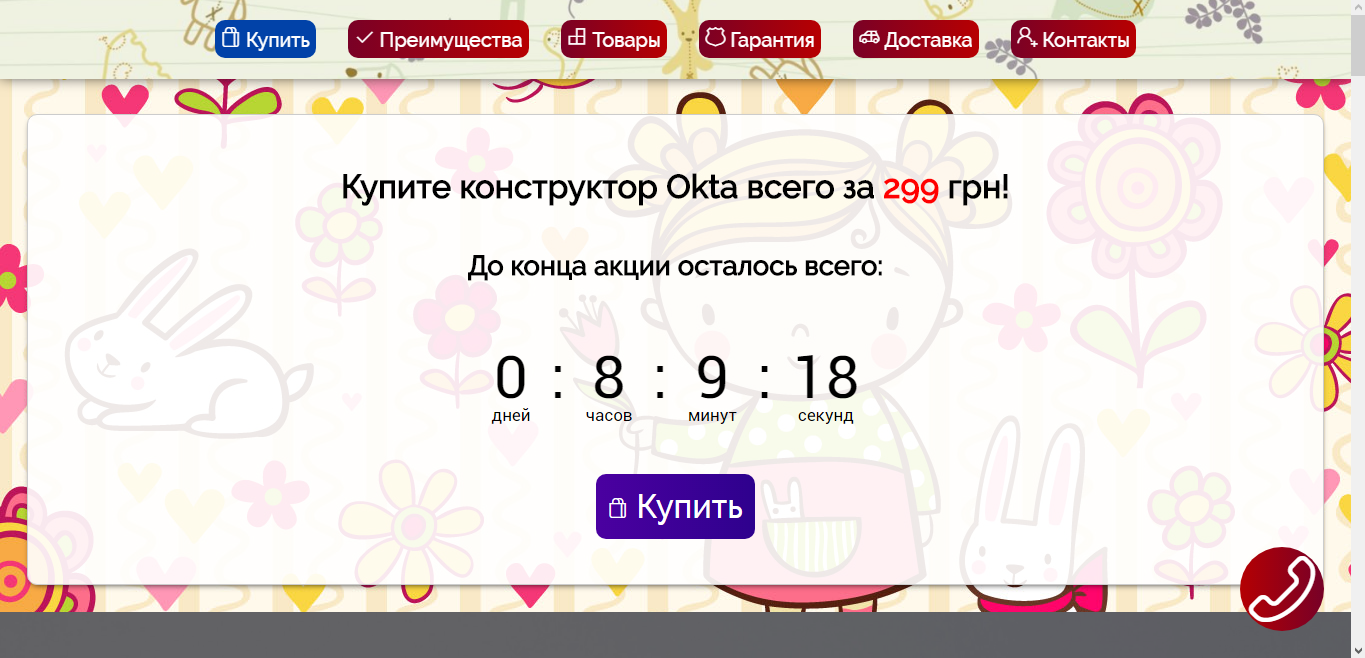 Купить Преимущества Товары Гарантия Доставка Контакты
Купите конструктор Okta всего за 299 грн!
До конца акции осталось всего:
0 : 8 : 9 : 18
дней часов минут секунд
Купить